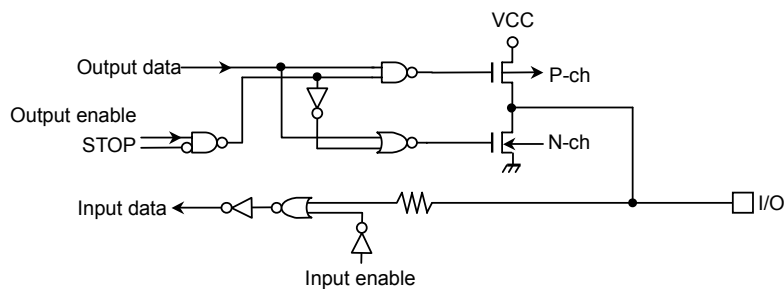 VCC
Output data
P-ch
Output enable
STOP
N-ch
Input data
I/O
Input enable